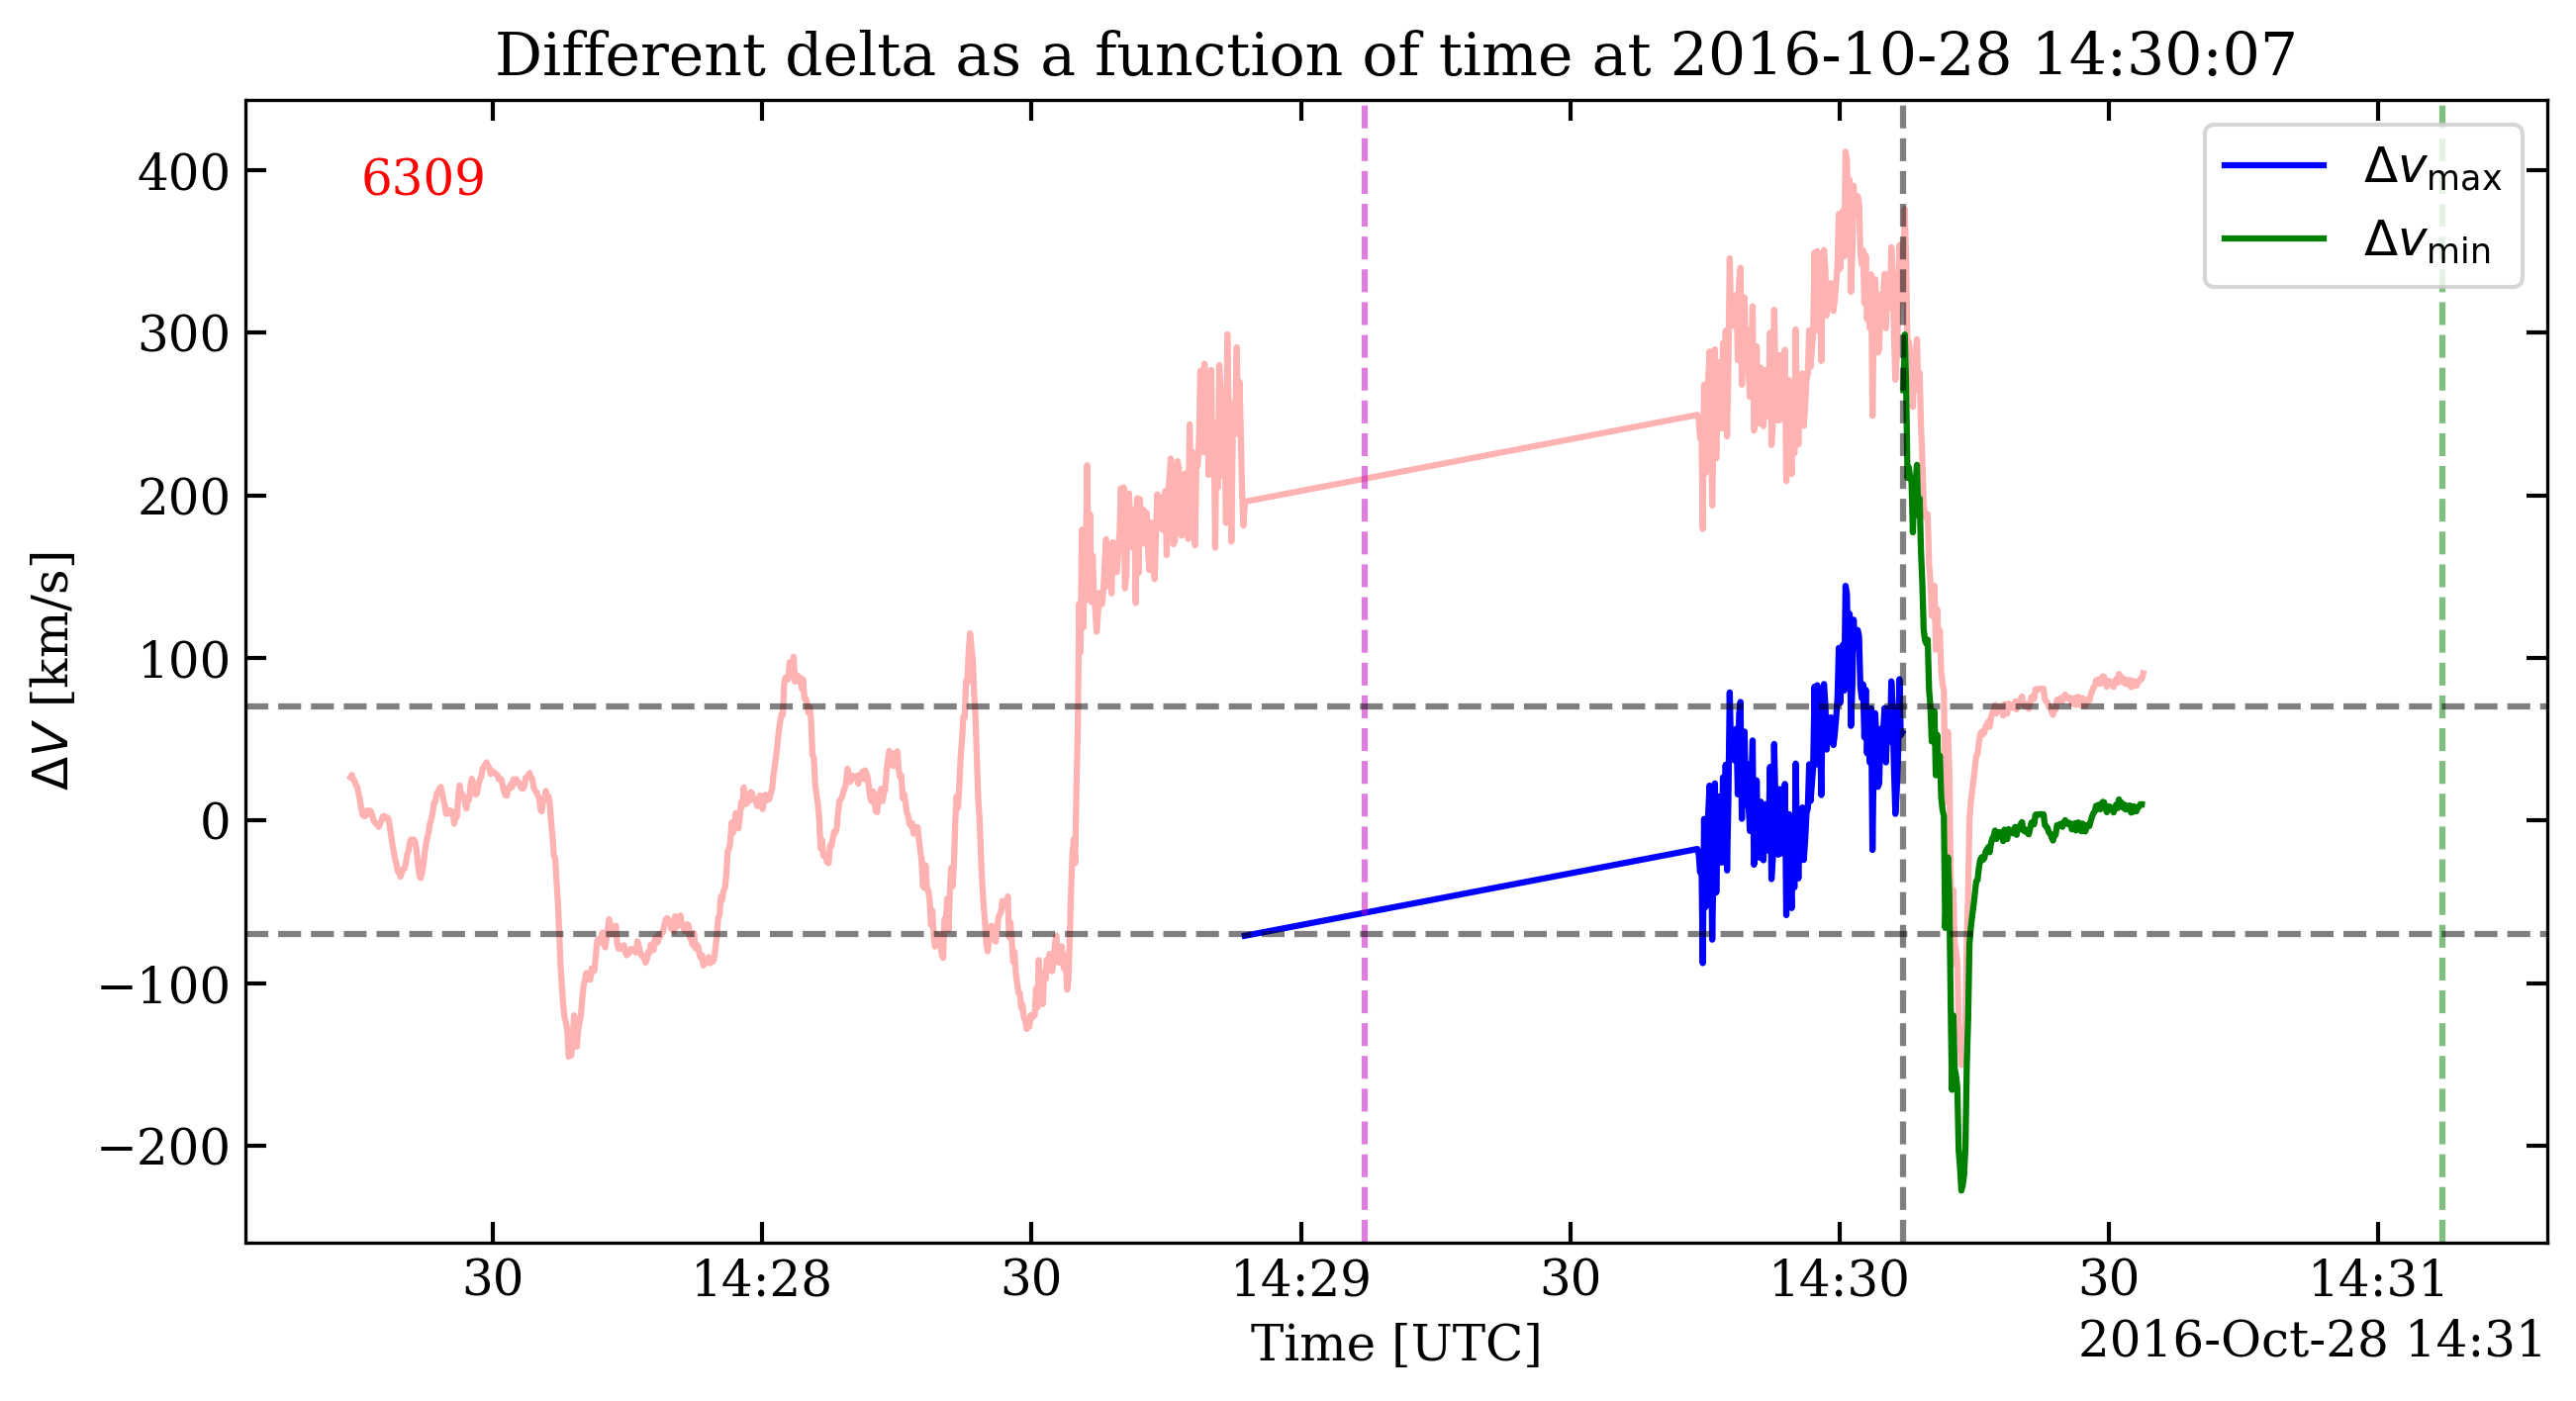 Different delta as a function of time at 2016-10-28 14:30:07
6309
Δv_max
Δv_min
400
300
200
100
0
−100
−200
ΔV [km/s]
30 14:28 30 14:29 30 14:30 30 14:31
Time [UTC]
2016-Oct-28 14:31